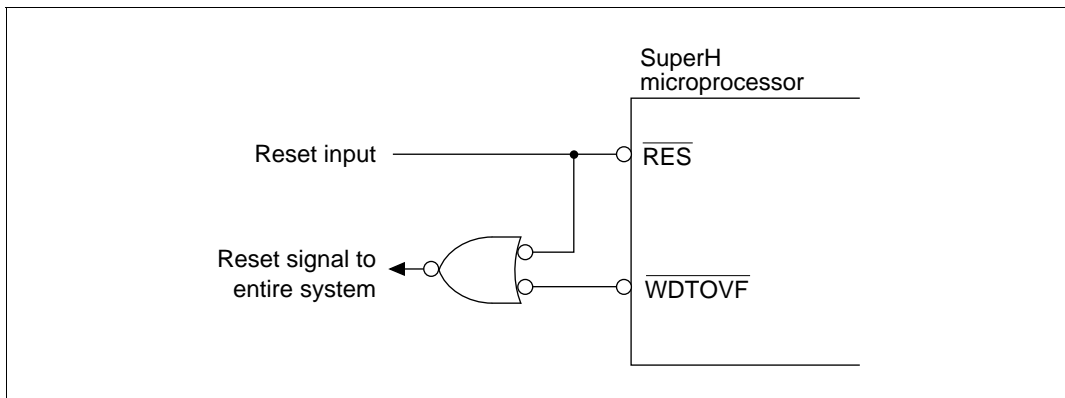 SuperH
microprocessor
Reset input
RES
Reset signal to
entire system
WDTOVF